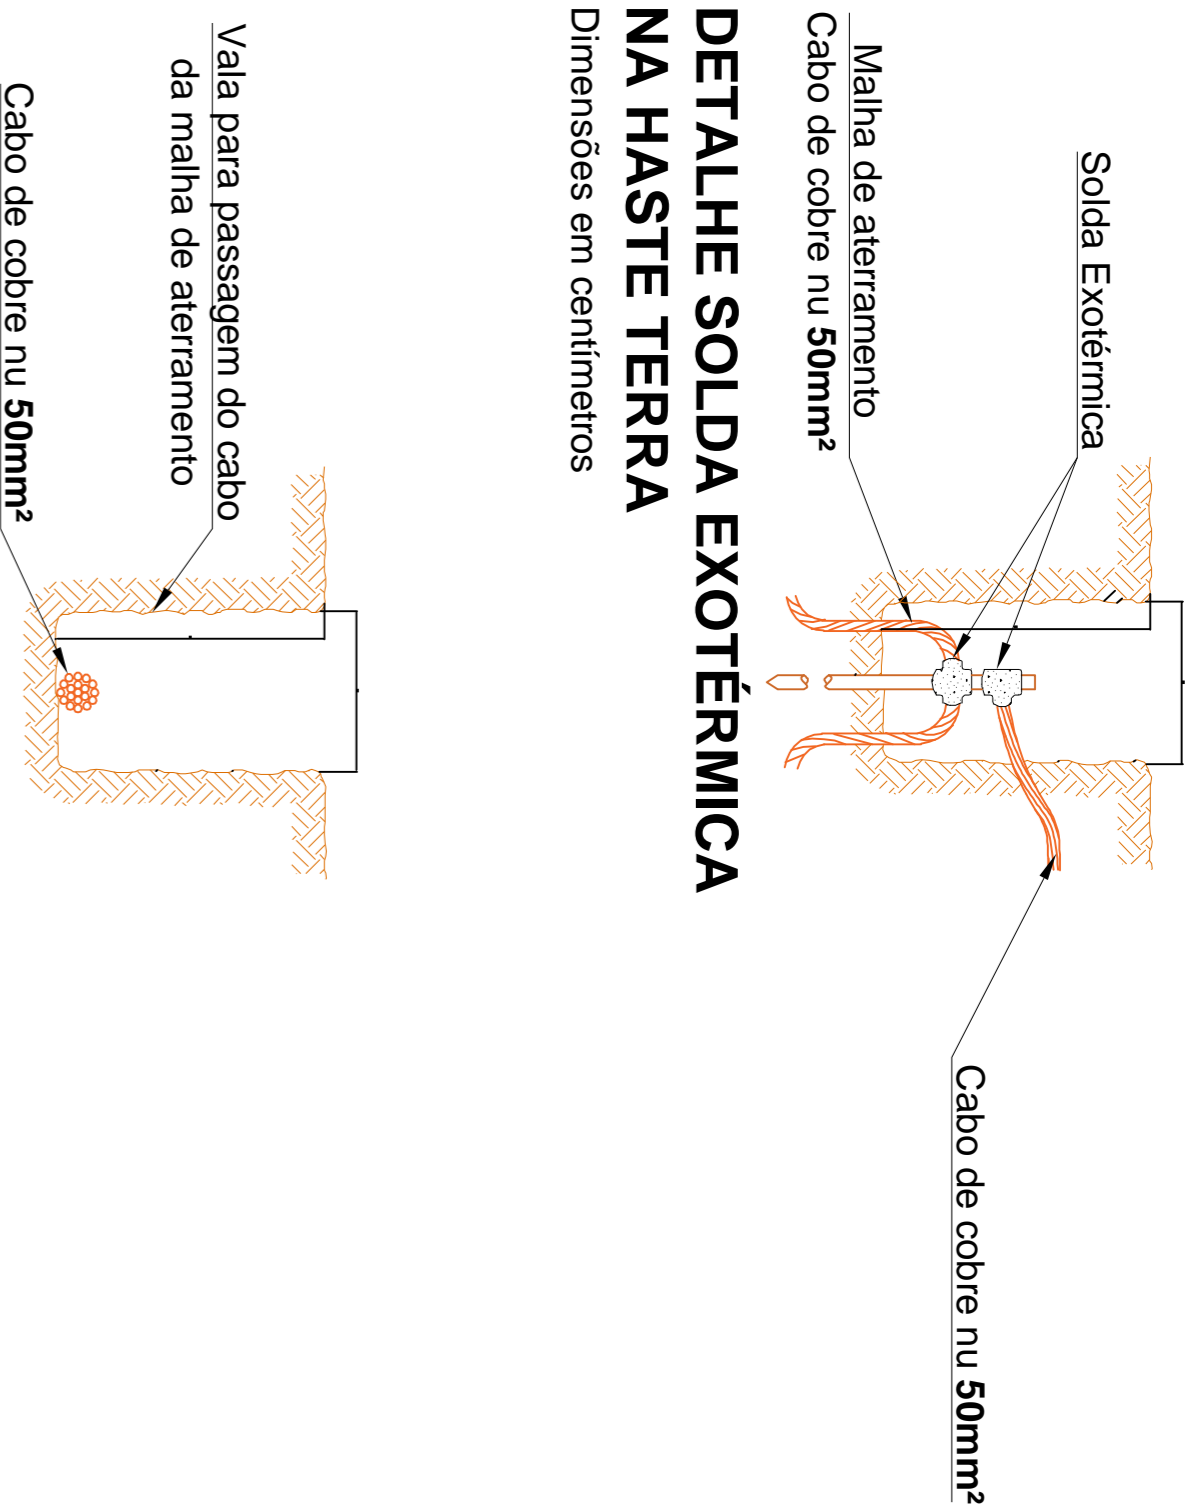 Solda Exotérmica
Malha de aterramento
Cabo de cobre nu 50mm²
Cabo de cobre nu 50mm²
DETALHE SOLDA EXOTÉRMICA
NA HASTE TERRA
Dimensões em centímetros
Vala para passagem do cabo
da malha de aterramento
Cabo de cobre nu 50mm²